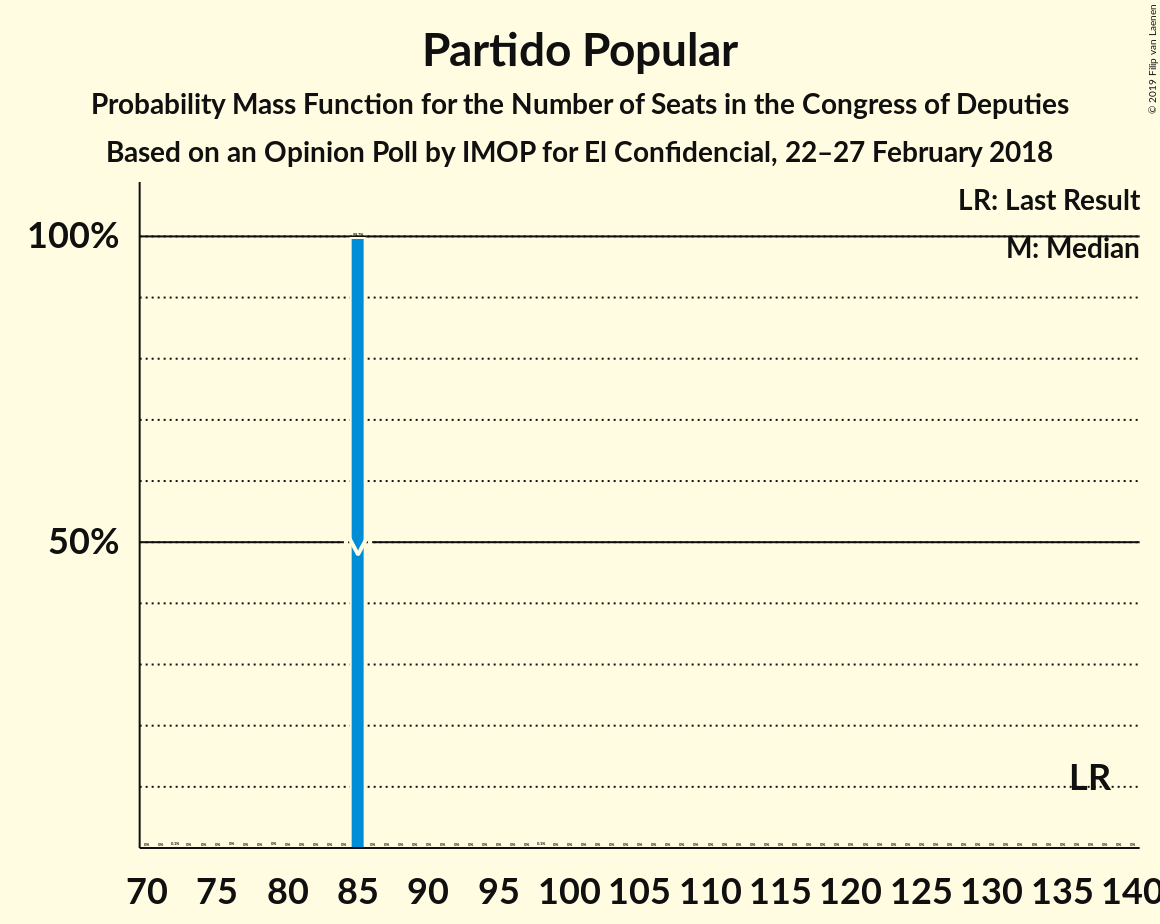 Partido Popular
Probability Mass Function for the Number of Seats in the Congress of Deputies
Based on an Opinion Poll by IMOP for El Confidencial, 22–27 February 2018
© 2019 Filip van Laenen
LR: Last Result
M: Median
100%
50%
LR
70 75 80 85 90 95 100 105 110 115 120 125 130 135 140